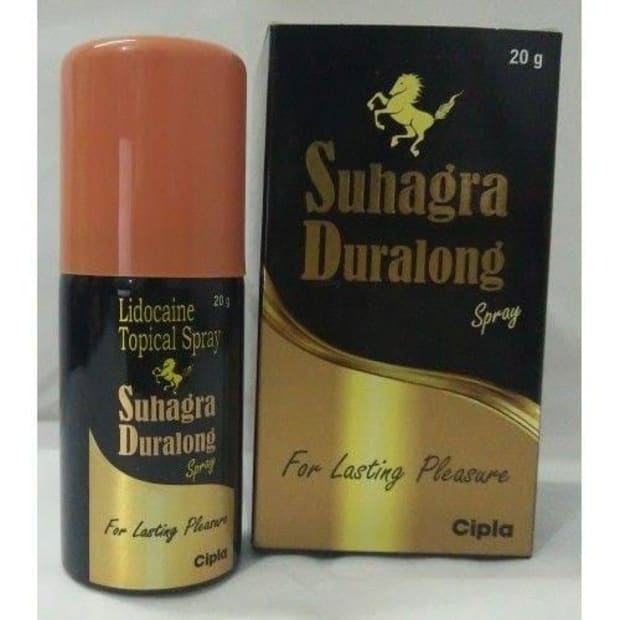 Lidocaine
20 g
Topical Spray
Suhagra
Duralong
Spray
For Lasting Pleasure
Cipla
20 g
Suhagra
Duralong
Spray
For Lasting Pleasure
Cipla